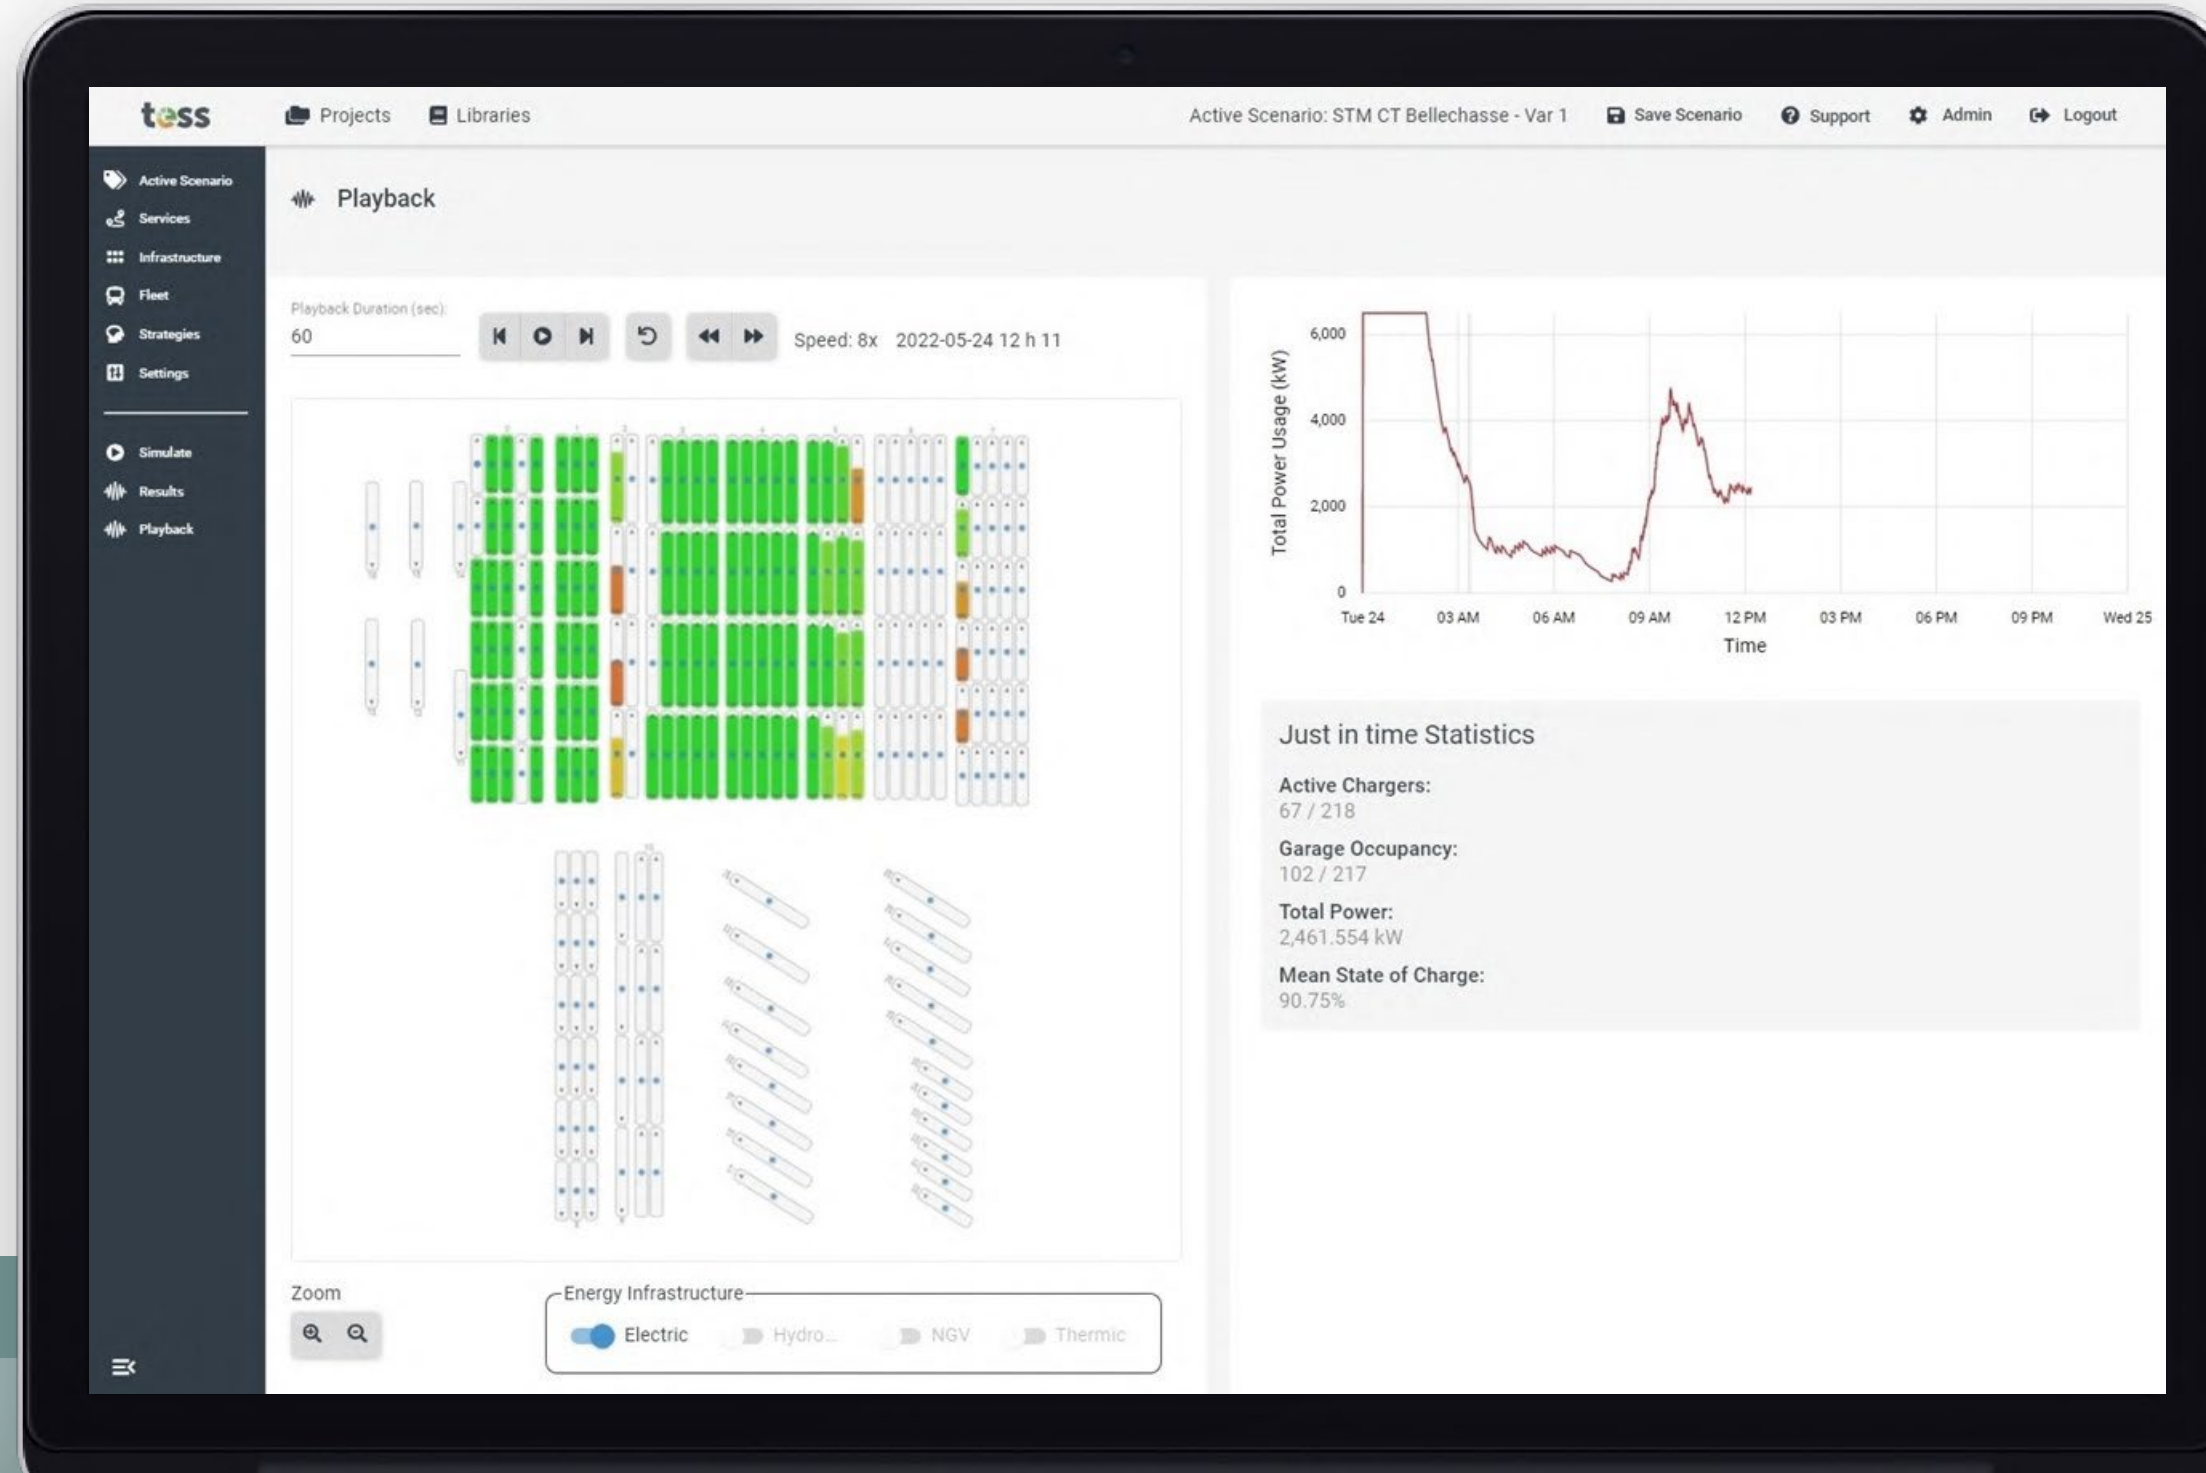 tess
Projects
Libraries
Active Scenario: STM CT Bellechasse - Var 1
Save Scenario
Support
Admin
Logout
Active Scenario
Services
Infrastructure
Fleet
Strategies
Settings
Simulate
Results
Playback
Playback
Playback Duration (sec):
60
Speed: 8x 2022-05-24 12 h 11
Zoom
Energy Infrastructure
Electric
Hydro...
NGV
Thermic
Total Power Usage (kW)
6,000
4,000
2,000
0
Tue 24 03 AM 06 AM 09 AM 12 PM 03 PM 06 PM 09 PM Wed 25
Time
Just in time Statistics
Active Chargers:
67 / 218
Garage Occupancy:
102 / 217
Total Power:
2,461.554 kW
Mean State of Charge:
90.75%